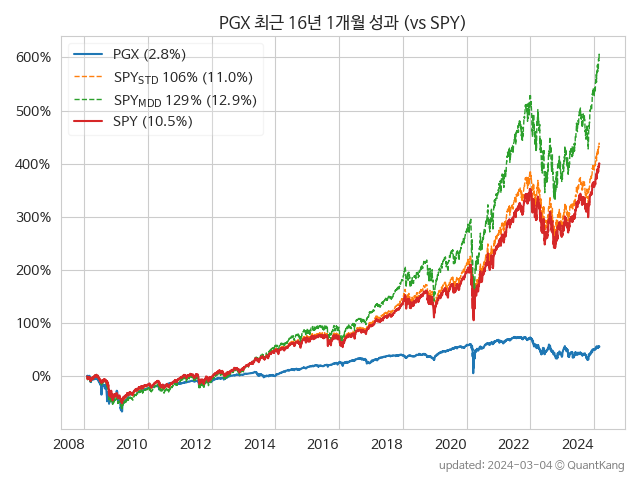 PGX 최근 16년 1개월 성과 (vs SPY)
PGX (2.8%)
SPY_STD 106% (11.0%)
SPY_MDD 129% (12.9%)
SPY (10.5%)
600%
500%
400%
300%
200%
100%
0%
2008 2010 2012 2014 2016 2018 2020 2022 2024
updated: 2024-03-04 © QuantKang